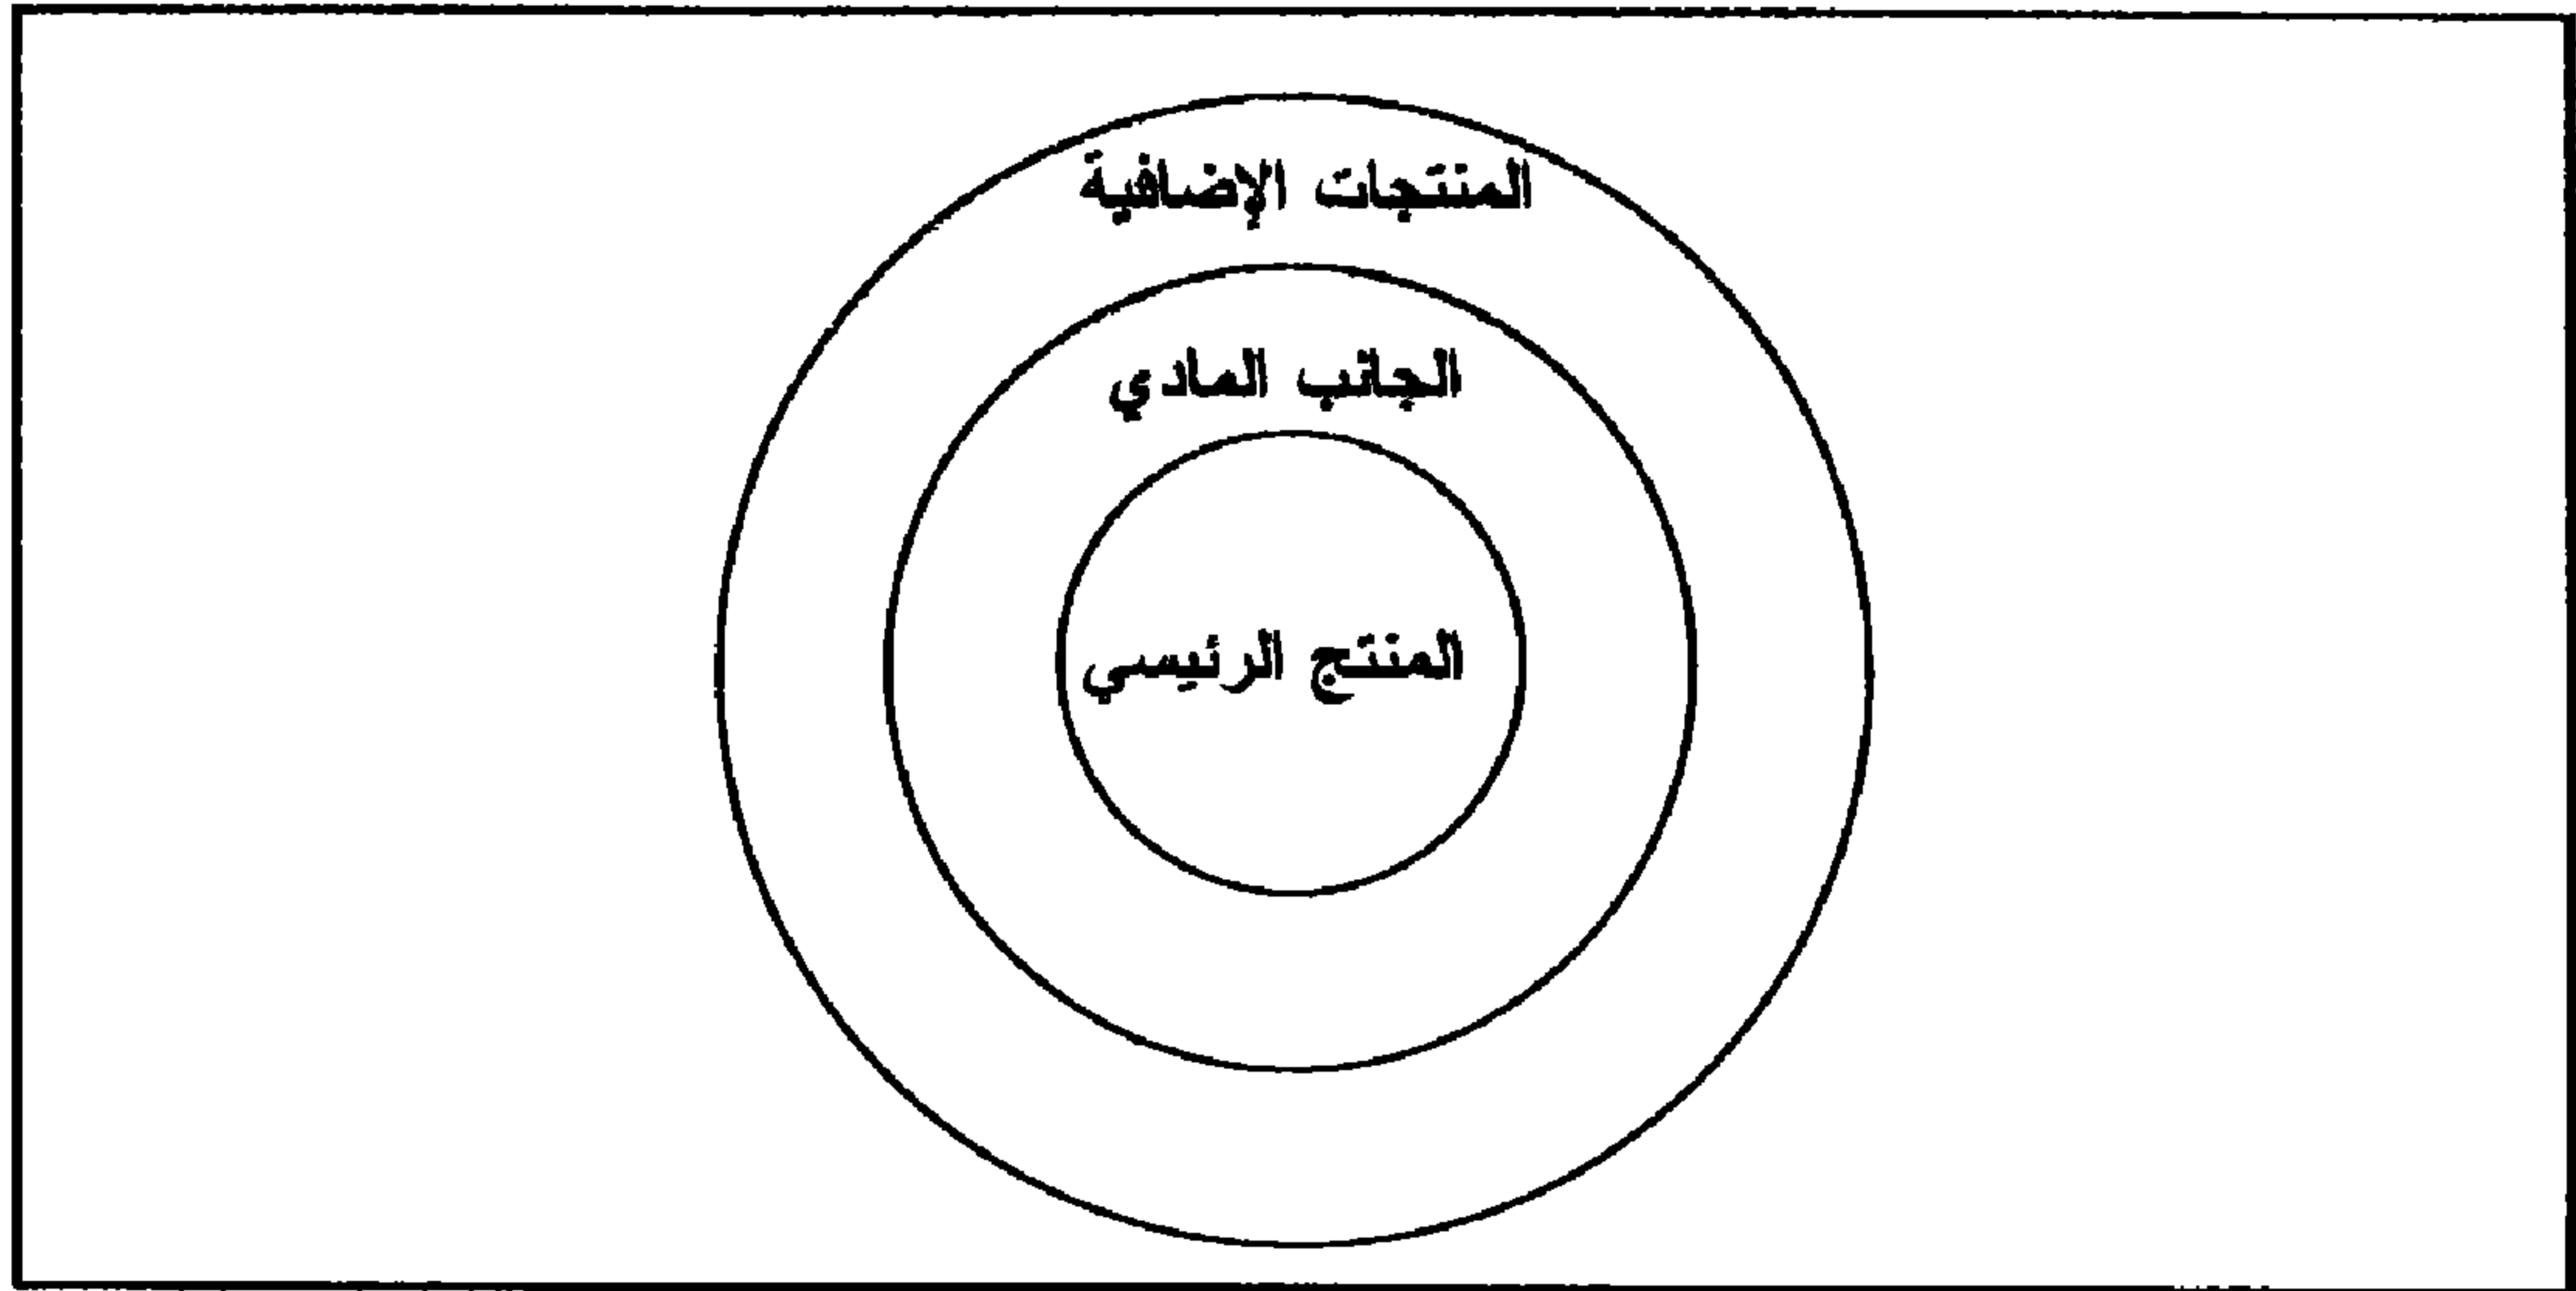 المنتجات الإضافية
الجانب المادي
المنتج الرئيسي